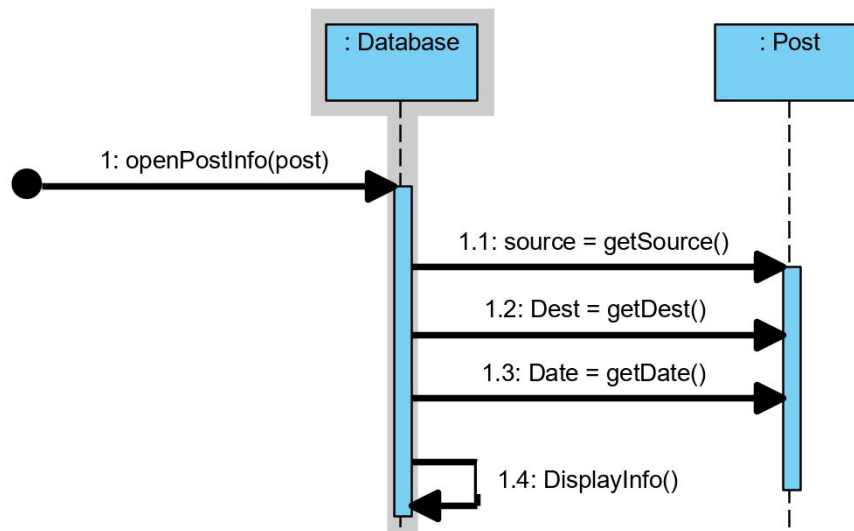 : Database
: Post
1: openPostInfo(post)
1.1: source = getSource()
1.2: Dest = getDest()
1.3: Date = getDate()
1.4: DisplayInfo()